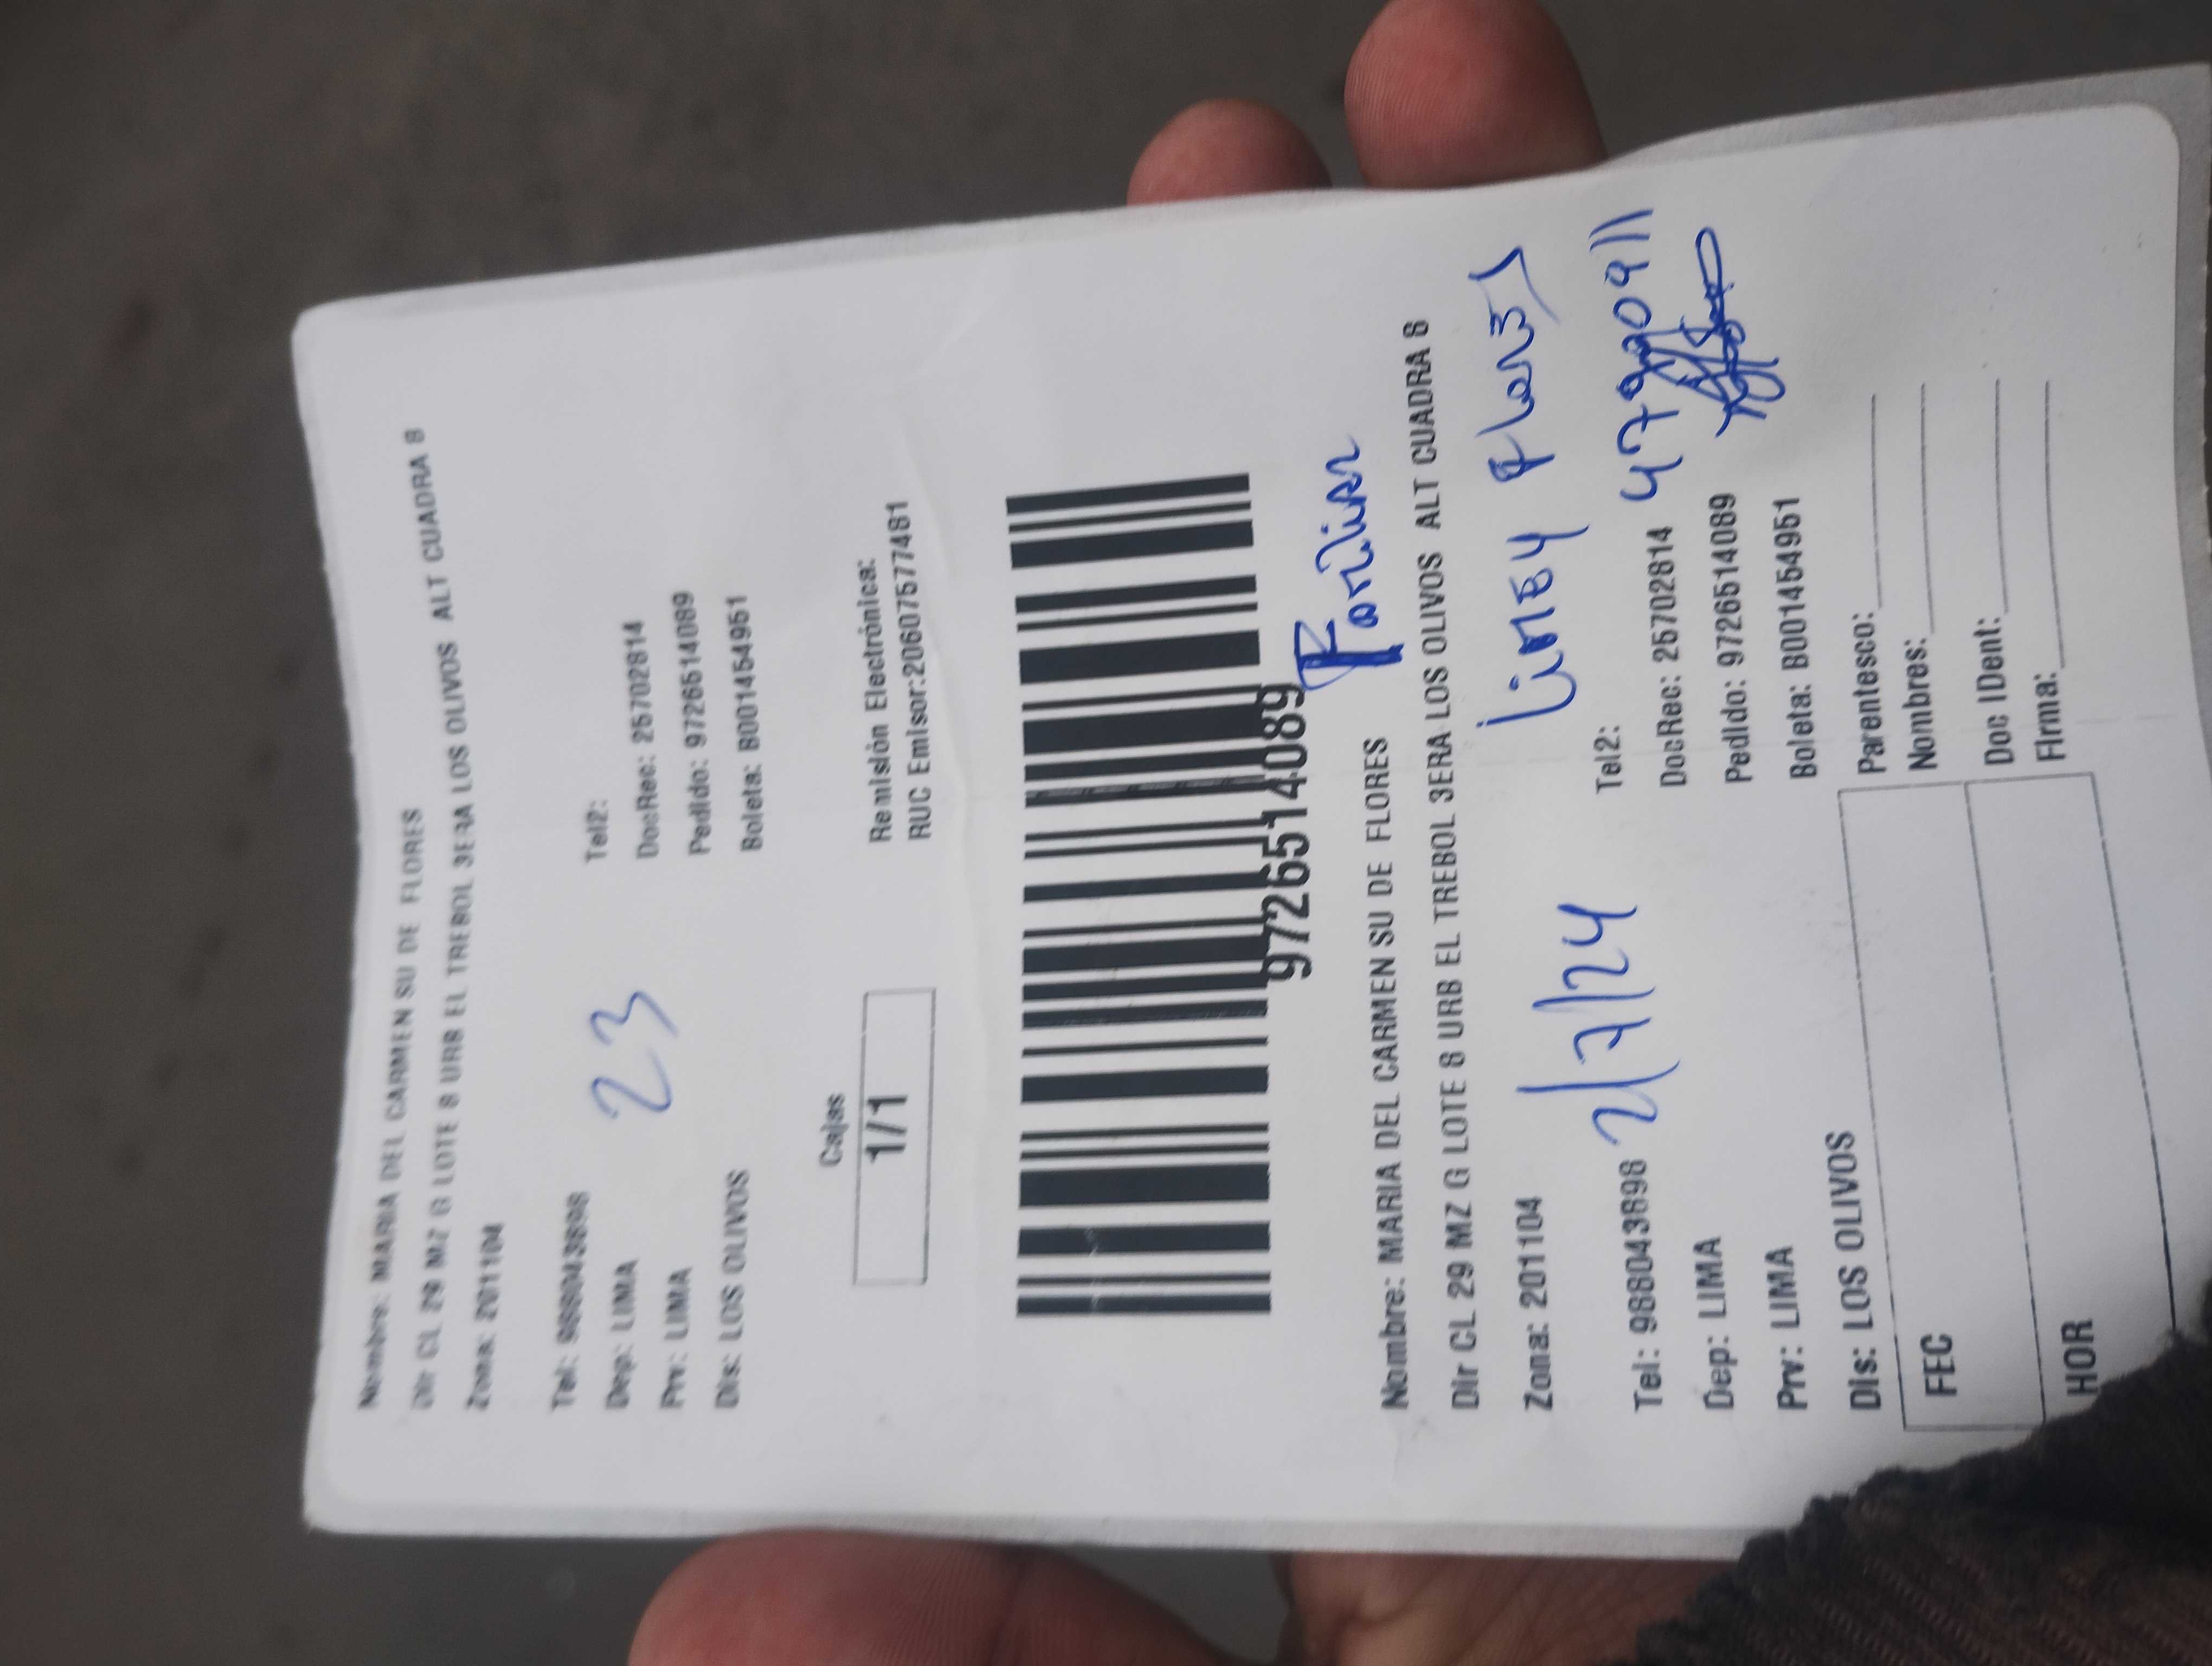 Nombre: MARIA DEL CARMEN SU DE FLORES
Dir CL 29 MZ G LOTE 8 URB EL TREBOL 3ERA LOS OLIVOS ALT CUADRA 8
Zona: 201104
Tel: 988043698 Tel2:
23
Dep: LIMA DocRec: 25702814
Prv: LIMA Pedido: 97265140​89
Dis: LOS OLIVOS Boleta: B001454951
Cajas
1/1
Remisión Electrónica:
RUC Emisor:20607577481
9726514089
Familiar
Nombre: MARIA DEL CARMEN SU DE FLORES
Dir CL 29 MZ G LOTE 8 URB EL TREBOL 3ERA LOS OLIVOS ALT CUADRA 8
Zona: 201104
Flores
2/7/24
Tel: 988043698 Tel2:
Dep: LIMA DocRec: 25702814
Prv: LIMA Pedido: 9726514089
Dis: LOS OLIVOS Boleta: B001454951
FEC
HOR
Parentesco:
Nombres:
Doc IDent:
Firma: